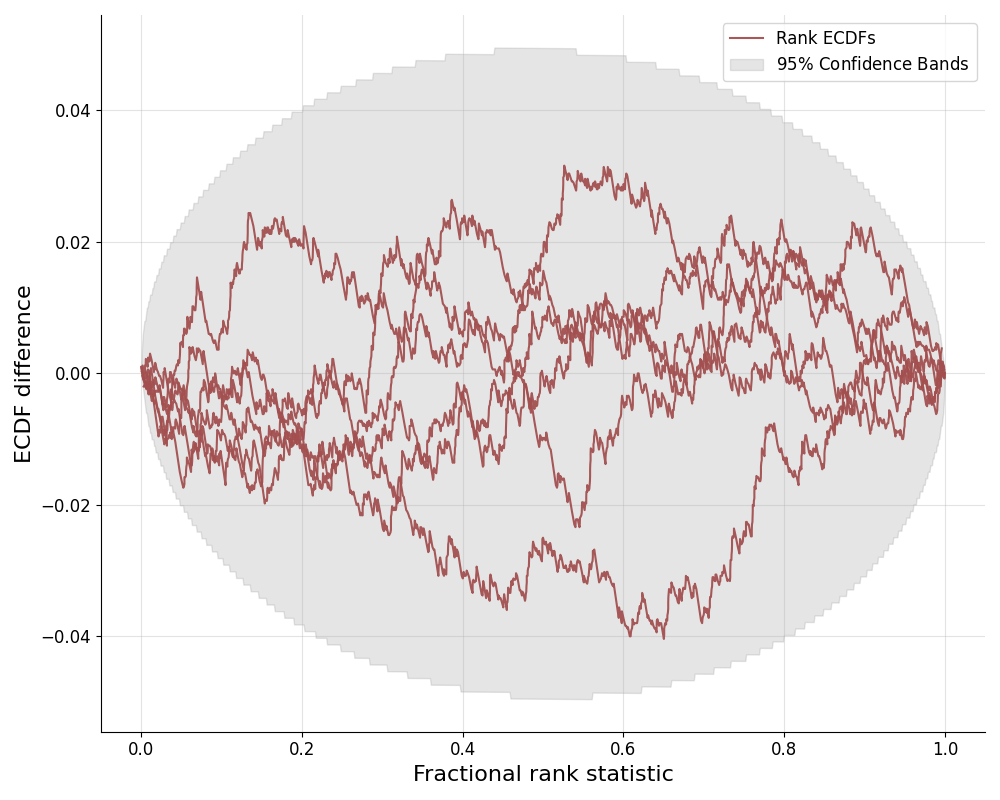 Rank ECDFs
95% Confidence Bands
ECDF difference
0.04
0.02
0.00
−0.02
−0.04
0.0 0.2 0.4 0.6 0.8 1.0
Fractional rank statistic